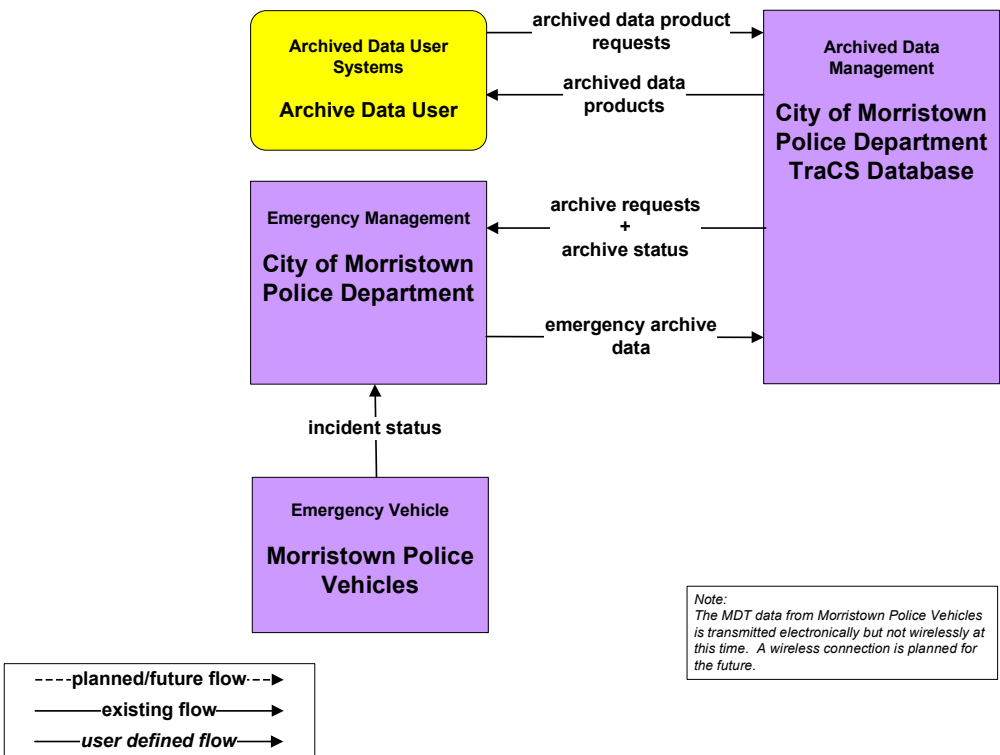 Archived Data User
Systems
Archive Data User
archived data product
requests
archived data
products
Archived Data
Management
City of Morristown
Police Department
TraCS Database
Emergency Management
City of Morristown
Police Department
archive requests
+
archive status
emergency archive
data
incident status
Emergency Vehicle
Morristown Police
Vehicles
Note:
The MDT data from Morristown Police Vehicles
is transmitted electronically but not wirelessly at
this time.  A wireless connection is planned for
the future.
planned/future flow
existing flow
user defined flow